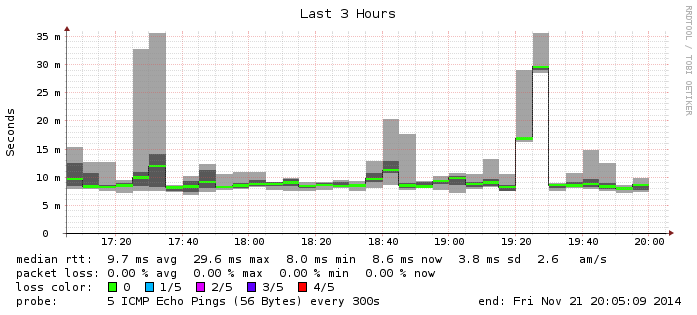 Last 3 Hours
RRDTOOL / TOBI OETIKER
Seconds
35 m
30 m
25 m
20 m
15 m
10 m
5 m
0
17:20 17:40 18:00 18:20 18:40 19:00 19:20 19:40 20:00
median rtt: 9.7 ms avg 29.6 ms max 8.0 ms min 8.6 ms now 3.8 ms sd 2.6 am/s
packet loss: 0.00 % avg 0.00 % max 0.00 % min 0.00 % now
loss color: 0 1/5 2/5 3/5 4/5
probe: 5 ICMP Echo Pings (56 Bytes) every 300s end: Fri Nov 21 20:05:09 2014